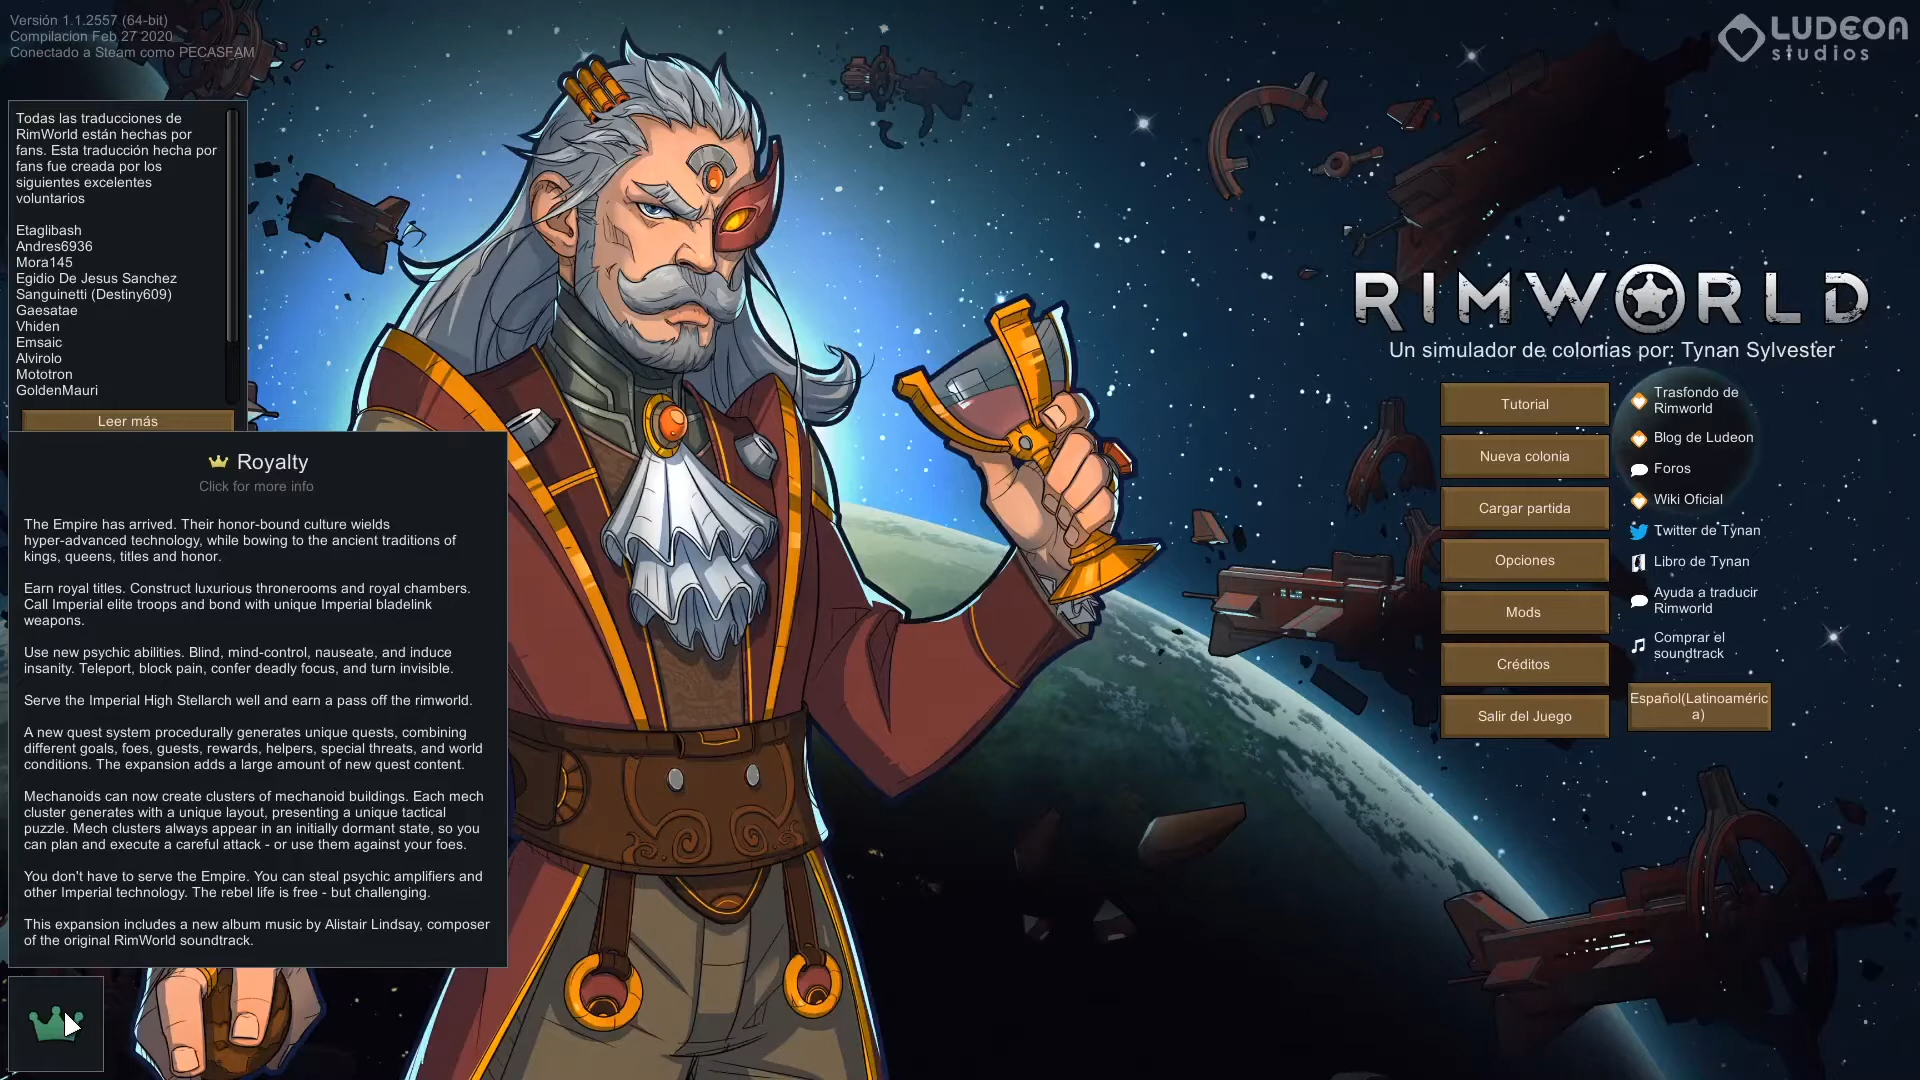 Versión 1.1.2557 (64-bit)
Compilacion Feb 27 2020
Conectado a Steam como PECASFAM
LUDEON
studios
Todas las traducciones de
RimWorld están hechas por
fans. Esta traducción hecha por
fans fue creada por los
siguientes excelentes
voluntarios
Etaglibash
Andres6936
Mora145
Egidio De Jesus Sanchez
Sanguinetti (Destiny609)
Gaesatae
Vhiden
Emsaic
Alvirolo
Mototron
GoldenMauri
Leer más
Royalty
Click for more info
The Empire has arrived. Their honor-bound culture wields
hyper-advanced technology, while bowing to the ancient traditions of
kings, queens, titles and honor.
Earn royal titles. Construct luxurious thronerooms and royal chambers.
Call Imperial elite troops and bond with unique Imperial bladelink
weapons.
Use new psychic abilities. Blind, mind-control, nauseate, and induce
insanity. Teleport, block pain, confer deadly focus, and turn invisible.
Serve the Imperial High Stellarch well and earn a pass off the rimworld.
A new quest system procedurally generates unique quests, combining
different goals, foes, guests, rewards, helpers, special threats, and world
conditions. The expansion adds a large amount of new quest content.
Mechanoids can now create clusters of mechanoid buildings. Each mech
cluster generates with a unique layout, presenting a unique tactical
puzzle. Mech clusters always appear in an initially dormant state, so you
can plan and execute a careful attack - or use them against your foes.
You don't have to serve the Empire. You can steal psychic amplifiers and
other Imperial technology. The rebel life is free - but challenging.
This expansion includes a new album music by Alistair Lindsay, composer
of the original RimWorld soundtrack.
RIMWORLD
Un simulador de colonias por: Tynan Sylvester
Tutorial
Nueva colonia
Cargar partida
Opciones
Mods
Créditos
Salir del Juego
Trasfondo de
Rimworld
Blog de Ludeon
Foros
Wiki Oficial
Twitter de Tynan
Libro de Tynan
Ayuda a traducir
Rimworld
Comprar el
soundtrack
Español(Latinoaméric
a)